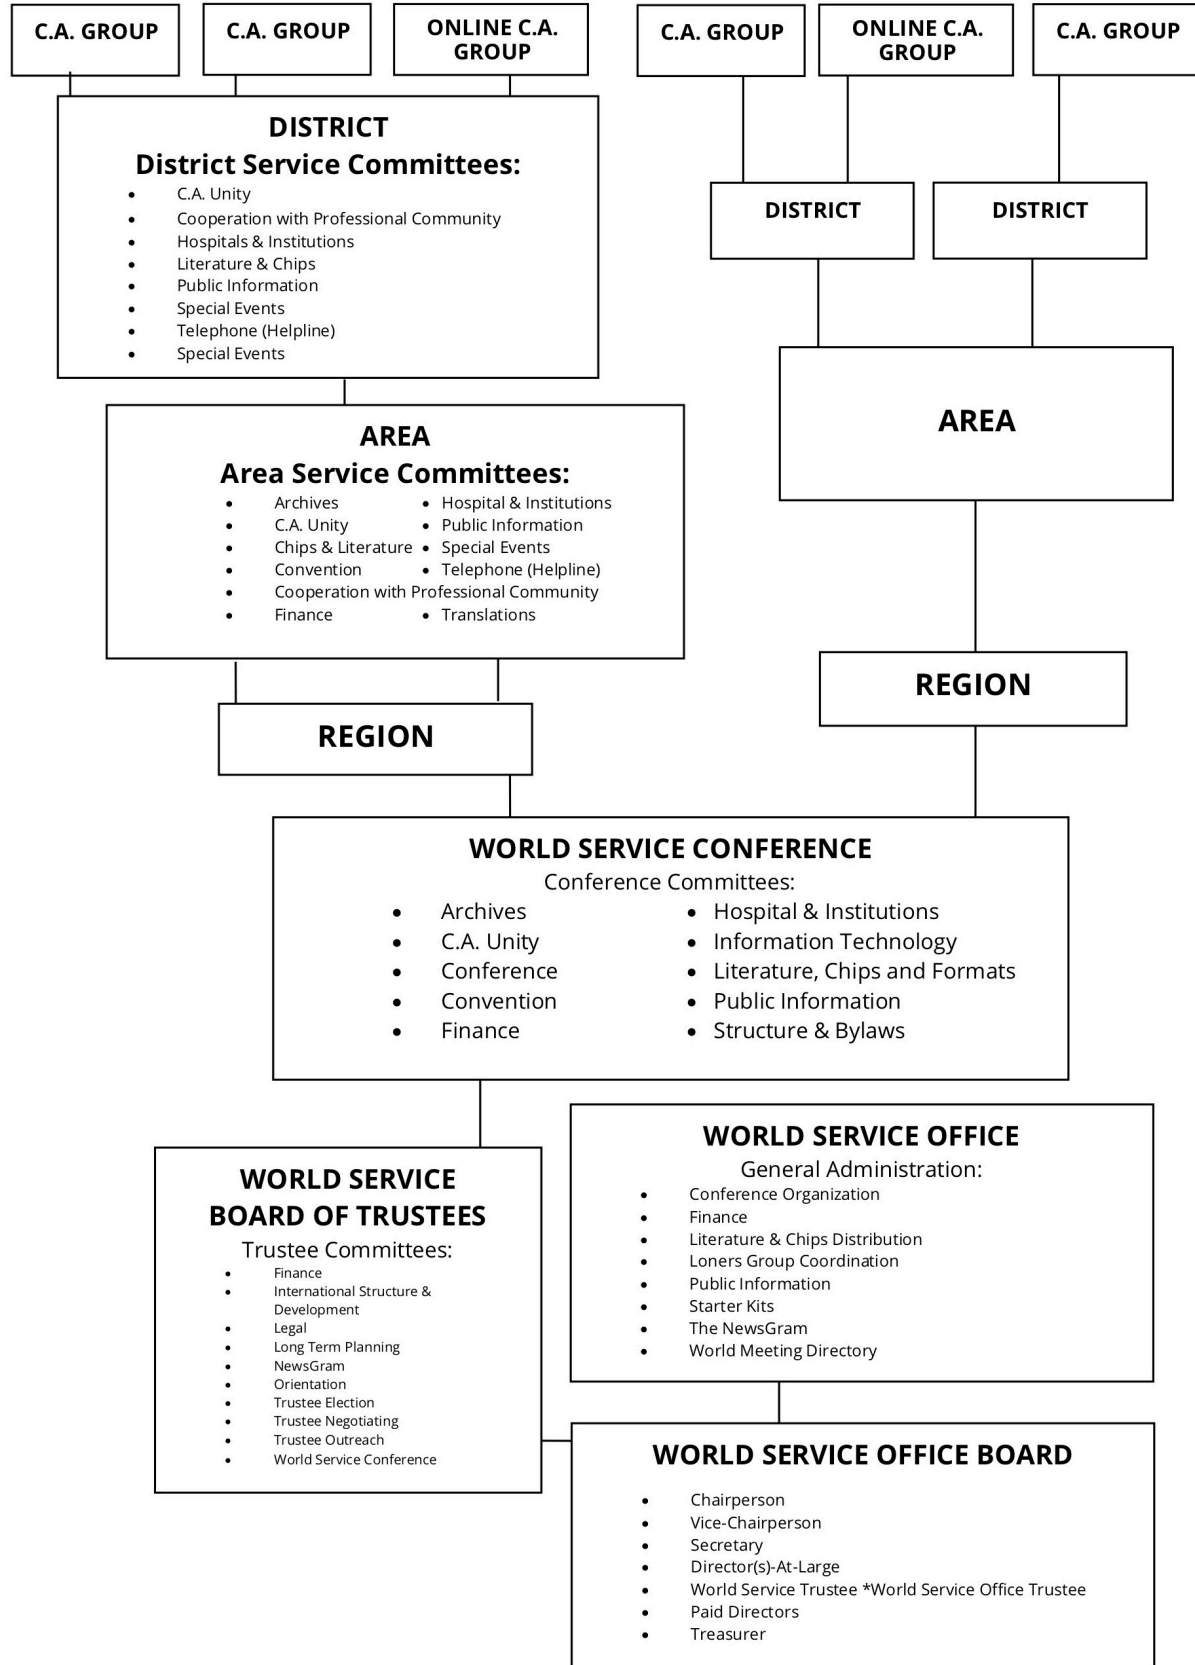 C.A. GROUP
C.A. GROUP
ONLINE C.A.
GROUP
C.A. GROUP
ONLINE C.A.
GROUP
C.A. GROUP
DISTRICT
District Service Committees:
• C.A. Unity
• Cooperation with Professional Community
• Hospitals & Institutions
• Literature & Chips
• Public Information
• Special Events
• Telephone (Helpline)
• Special Events
DISTRICT
DISTRICT
AREA
Area Service Committees:
• Archives • Hospital & Institutions
• C.A. Unity • Public Information
• Chips & Literature • Special Events
• Convention • Telephone (Helpline)
• Cooperation with Professional Community
• Finance • Translations
AREA
REGION
REGION
WORLD SERVICE CONFERENCE
Conference Committees:
• Archives • Hospital & Institutions
• C.A. Unity • Information Technology
• Conference • Literature, Chips and Formats
• Convention • Public Information
• Finance • Structure & Bylaws
WORLD SERVICE
BOARD OF TRUSTEES
Trustee Committees:
• Finance
• International Structure &
Development
• Legal
• Long Term Planning
• NewsGram
• Orientation
• Trustee Election
• Trustee Negotiating
• Trustee Outreach
• World Service Conference
WORLD SERVICE OFFICE
General Administration:
• Conference Organization
• Finance
• Literature & Chips Distribution
• Loners Group Coordination
• Public Information
• Starter Kits
• The NewsGram
• World Meeting Directory
WORLD SERVICE OFFICE BOARD
• Chairperson
• Vice-Chairperson
• Secretary
• Director(s)-At-Large
• World Service Trustee *World Service Office Trustee
• Paid Directors
• Treasurer